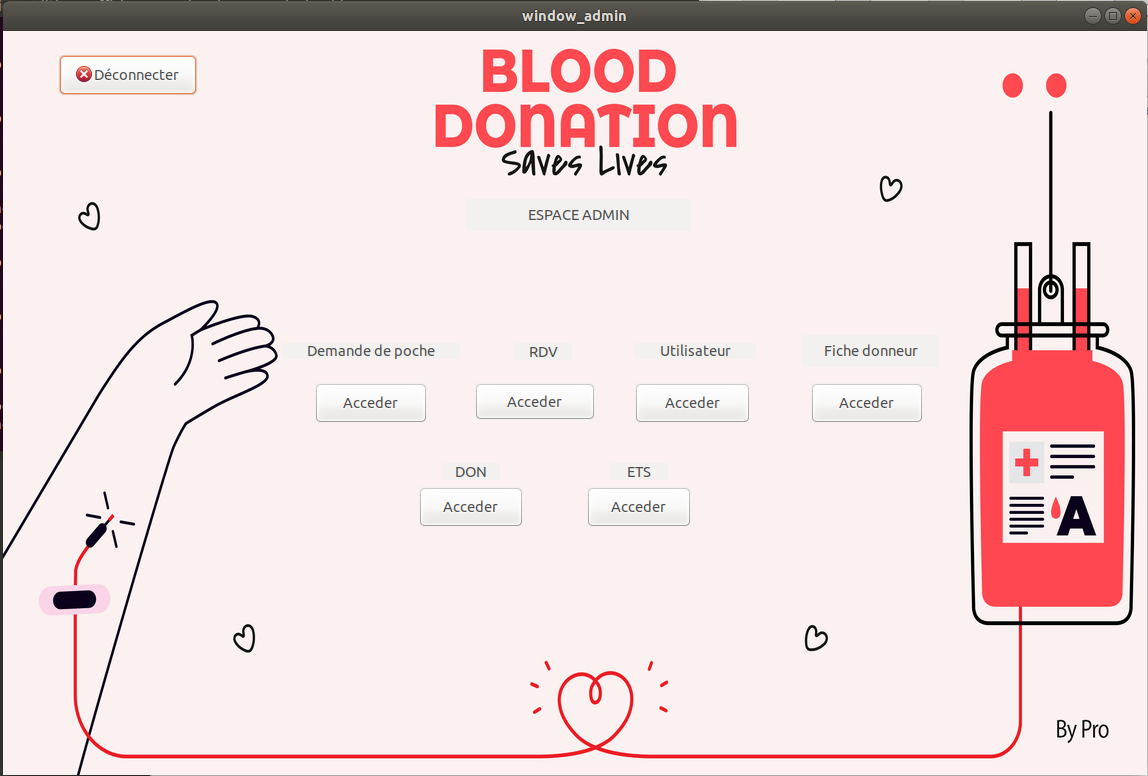 window_admin
Déconnecter
BLOOD
DONATION
Saves Lives
ESPACE ADMIN
Demande de poche
RDV
Utilisateur
Fiche donneur
Acceder
Acceder
Acceder
Acceder
DON
ETS
Acceder
Acceder
A
By Pro